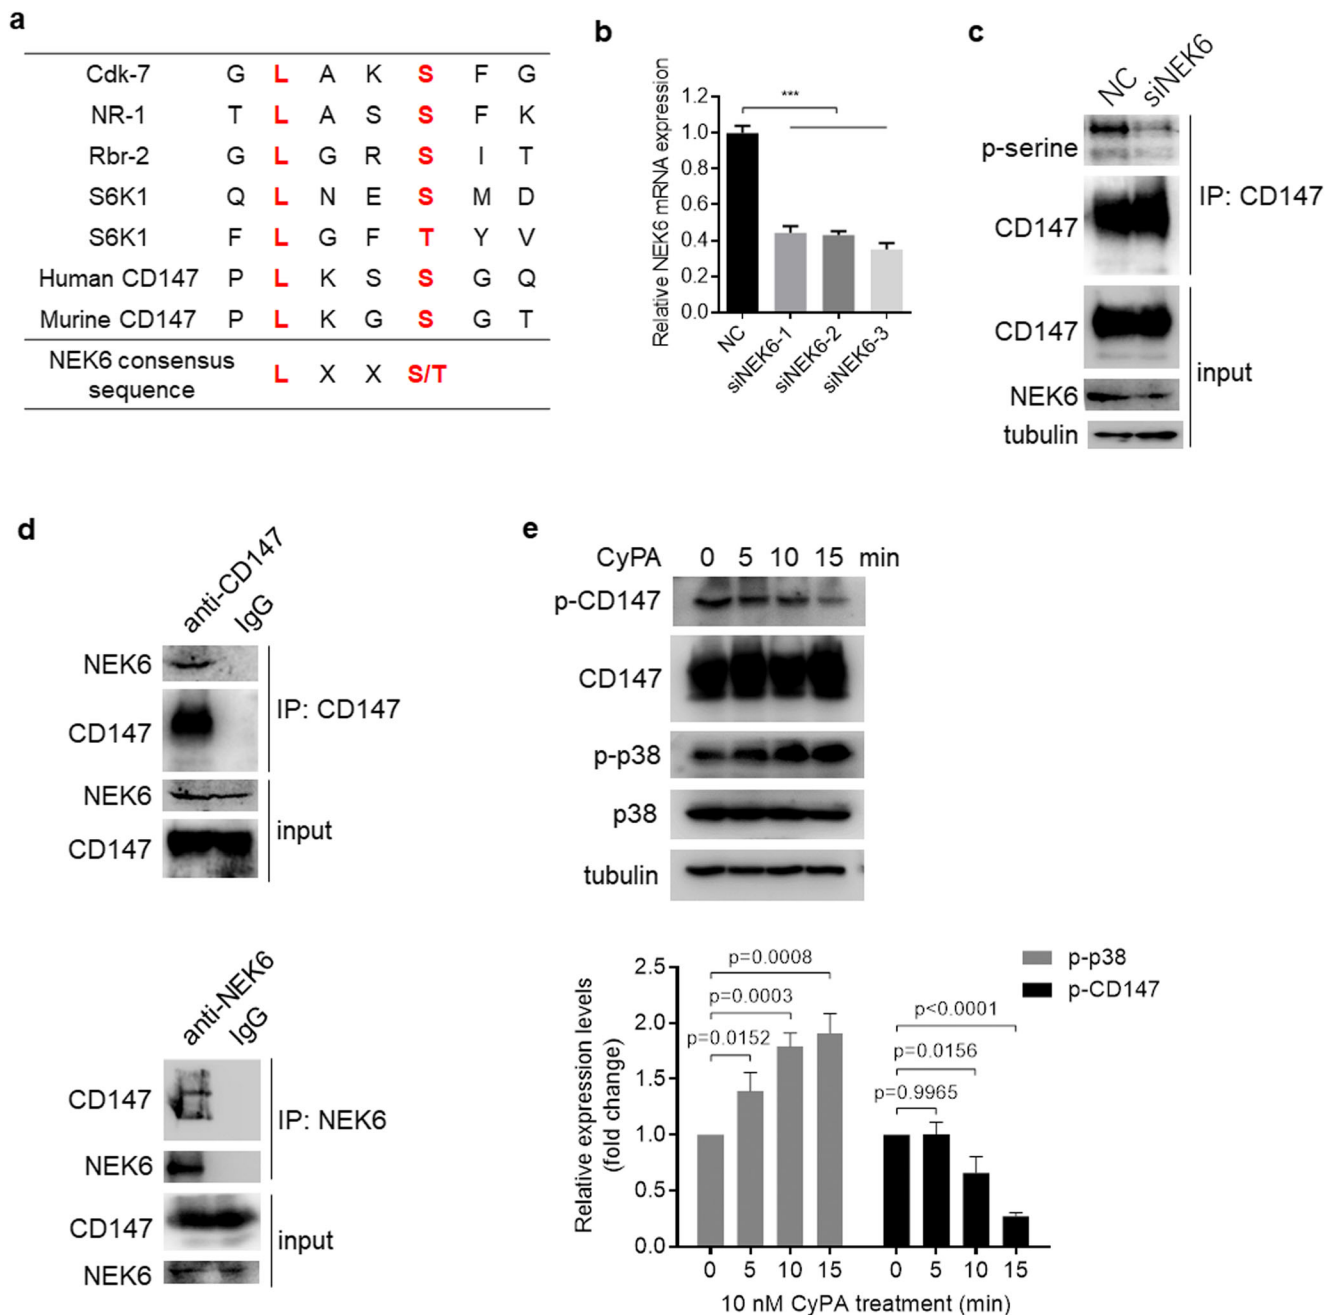 a
Cdk-7 G L A K S F G
NR-1 T L A S S F K
Rbr-2 G L G R S I T
S6K1 Q L N E S M D
S6K1 F L G F T Y V
Human CD147 P L K S S G Q
Murine CD147 P L K G S G T
NEK6 consensus
sequence
L X X S/T
b
Relative NEK6 mRNA expression
1.2
1.0
0.8
0.6
0.4
0.2
0.0
***
NC siNEK6-1 siNEK6-2 siNEK6-3
c
NC siNEK6
p-serine
CD147
IP: CD147
CD147
NEK6
tubulin
input
d
anti-CD147 IgG
NEK6
CD147
IP: CD147
NEK6
CD147
input
anti-NEK6 IgG
CD147
NEK6
IP: NEK6
CD147
NEK6
input
e
CyPA 0 5 10 15 min
p-CD147
CD147
p-p38
p38
tubulin
Relative expression levels
(fold change)
2.5
2.0
1.5
1.0
0.5
0.0
p=0.0008
p=0.0003
p=0.0152
p<0.0001
p=0.0156
p=0.9965
p-p38
p-CD147
0 5 10 15 0 5 10 15
10 nM CyPA treatment (min)